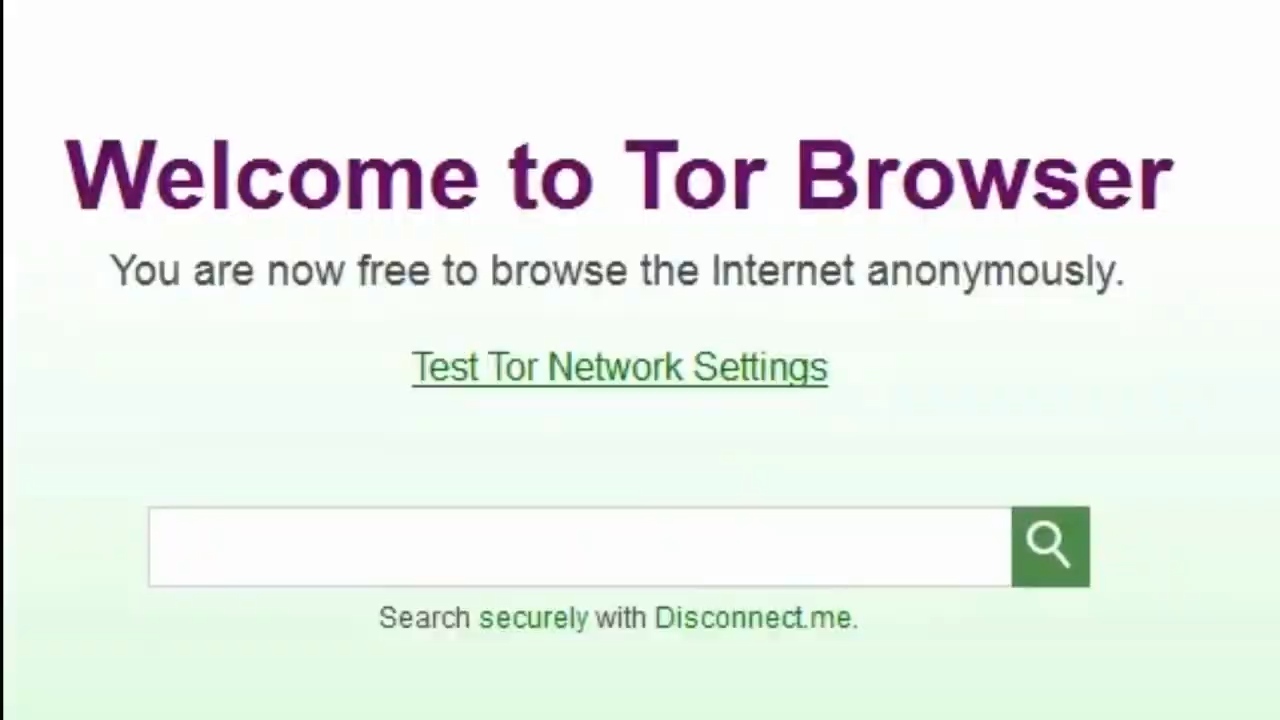 Welcome to Tor Browser
You are now free to browse the Internet anonymously.
Test Tor Network Settings
Search securely with Disconnect.me.